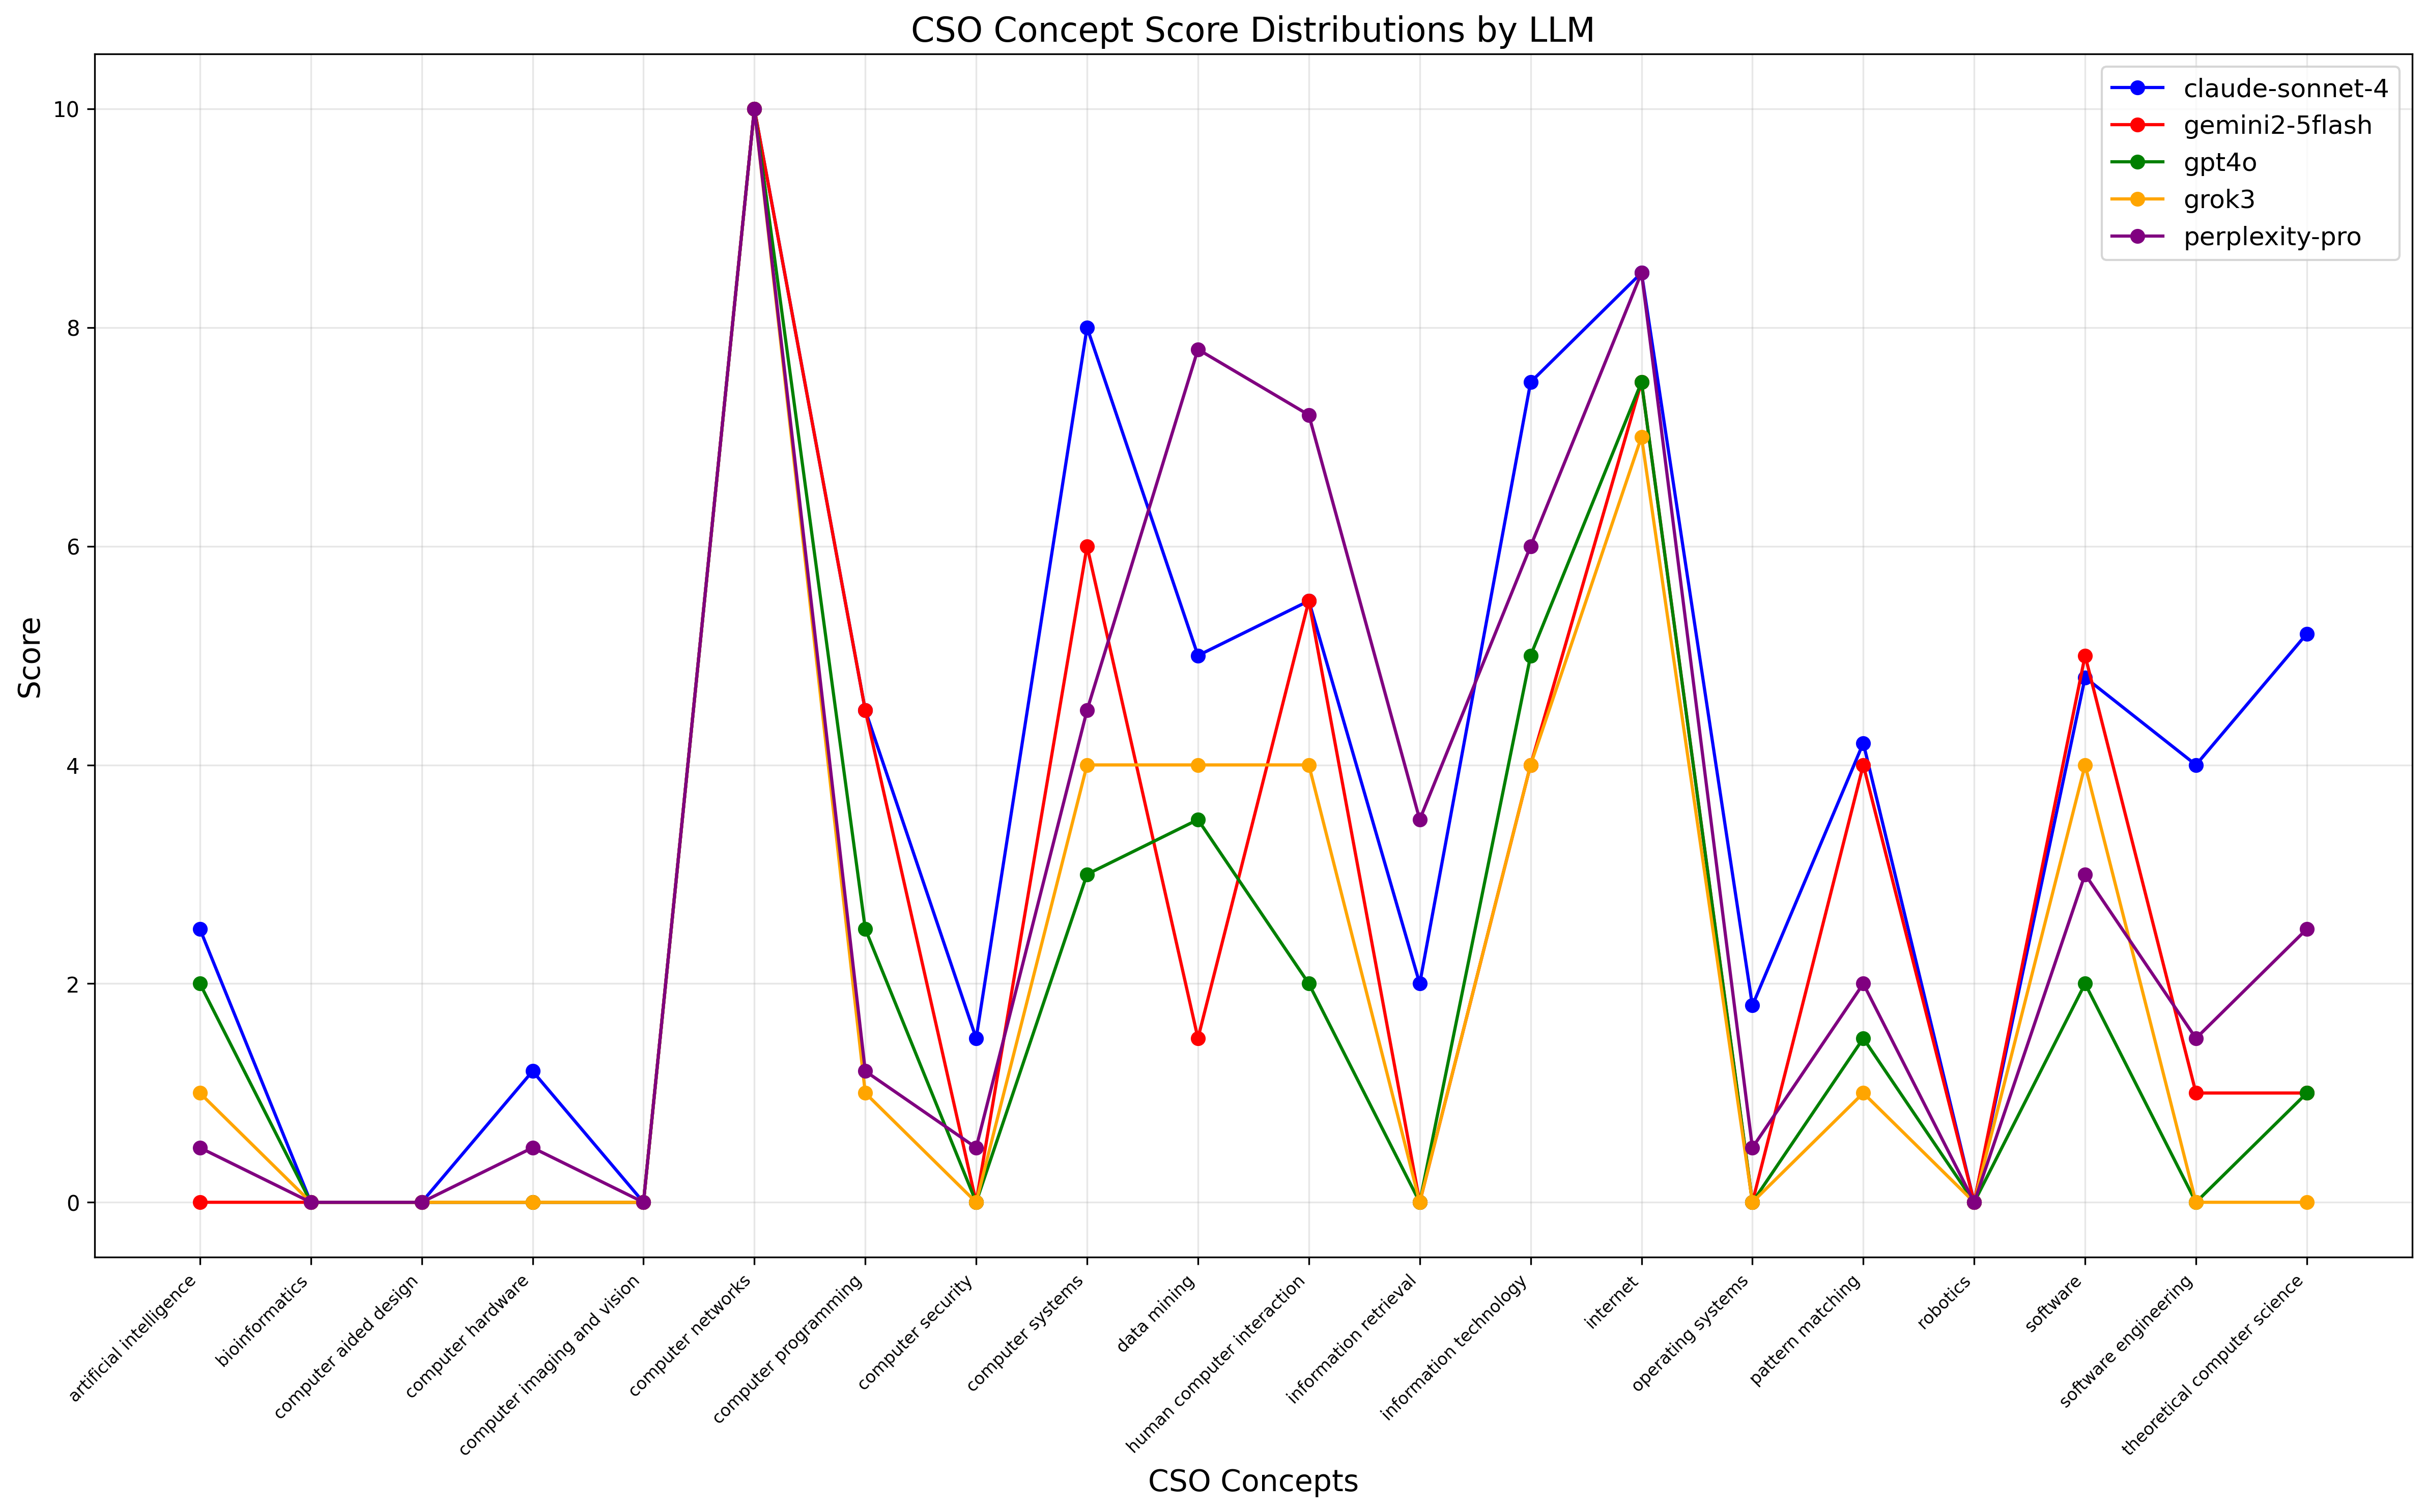 CSO Concept Score Distributions by LLM
claude-sonnet-4
gemini2-5flash
gpt4o
grok3
perplexity-pro
Score
10
8
6
4
2
0
artificial intelligence
bioinformatics
computer aided design
computer hardware
computer imaging and vision
computer networks
computer programming
computer security
computer systems
data mining
human computer interaction
information retrieval
information technology
internet
operating systems
pattern matching
robotics
software
software engineering
theoretical computer science
CSO Concepts